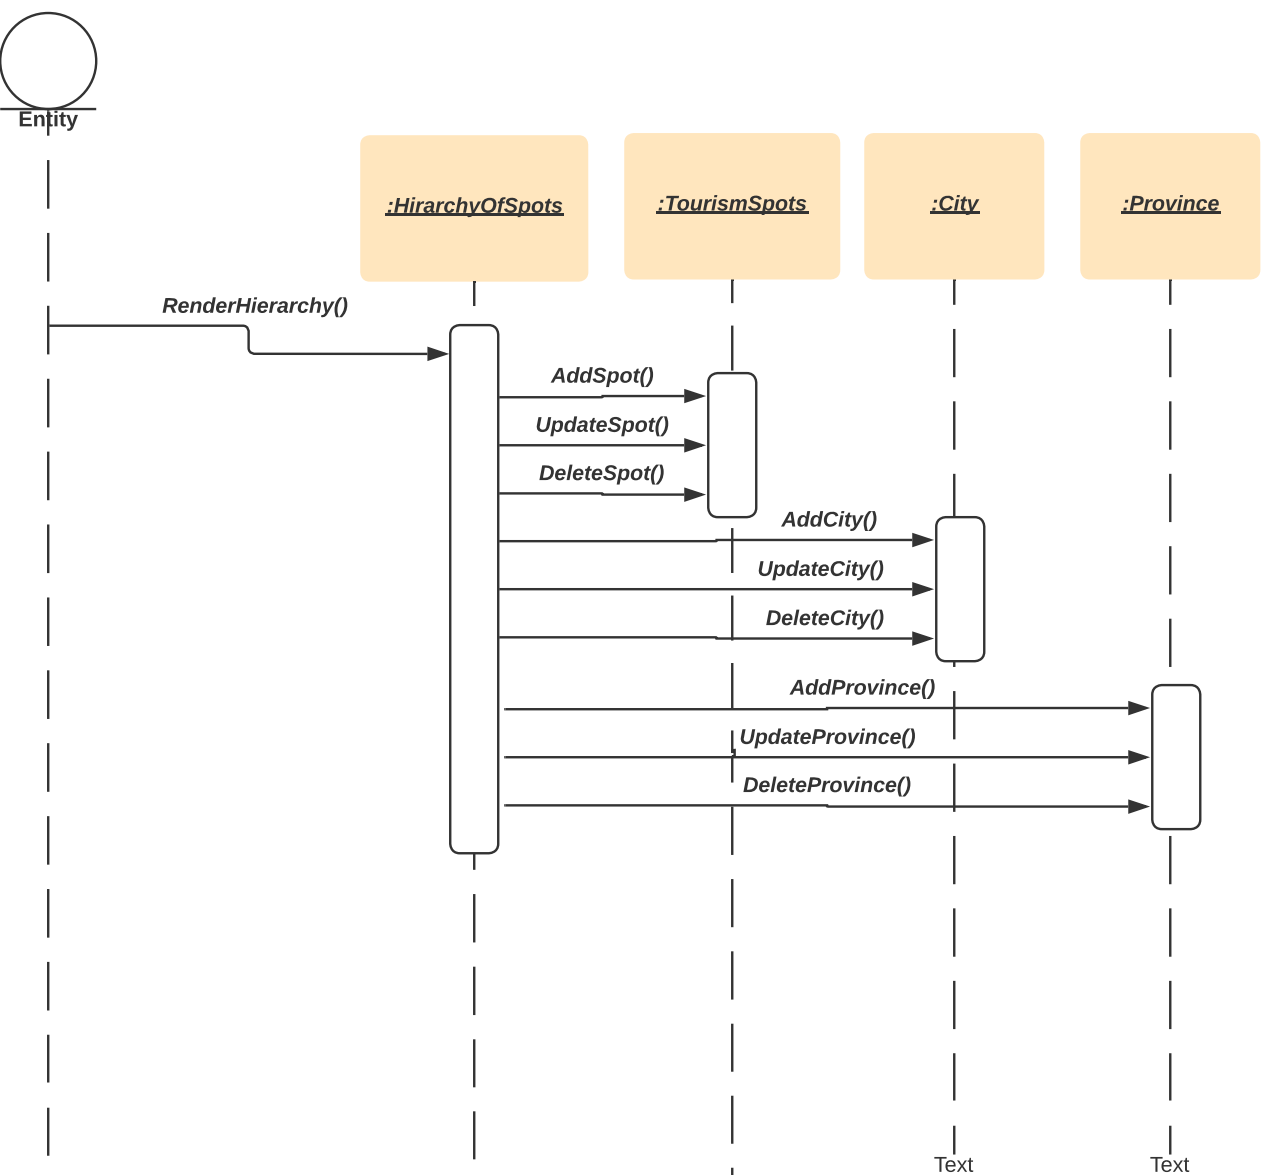 Entity
:HirarchyOfSpots
:TourismSpots
:City
:Province
RenderHierarchy()
AddSpot()
UpdateSpot()
DeleteSpot()
AddCity()
UpdateCity()
DeleteCity()
AddProvince()
UpdateProvince()
DeleteProvince()
Text
Text